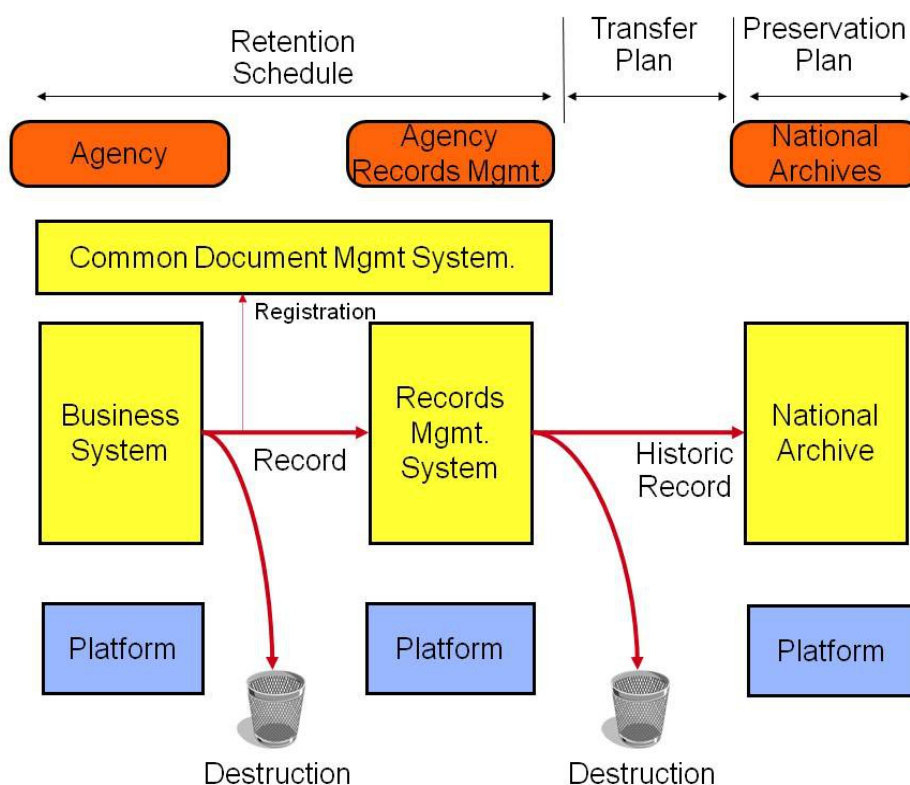 Retention
Schedule
Transfer
Plan
Preservation
Plan
Agency
Agency
Records Mgmt.
National
Archives
Common Document Mgmt System.
Registration
Business
System
Records
Mgmt.
System
National
Archive
Record
Historic
Record
Platform
Platform
Platform
Destruction
Destruction